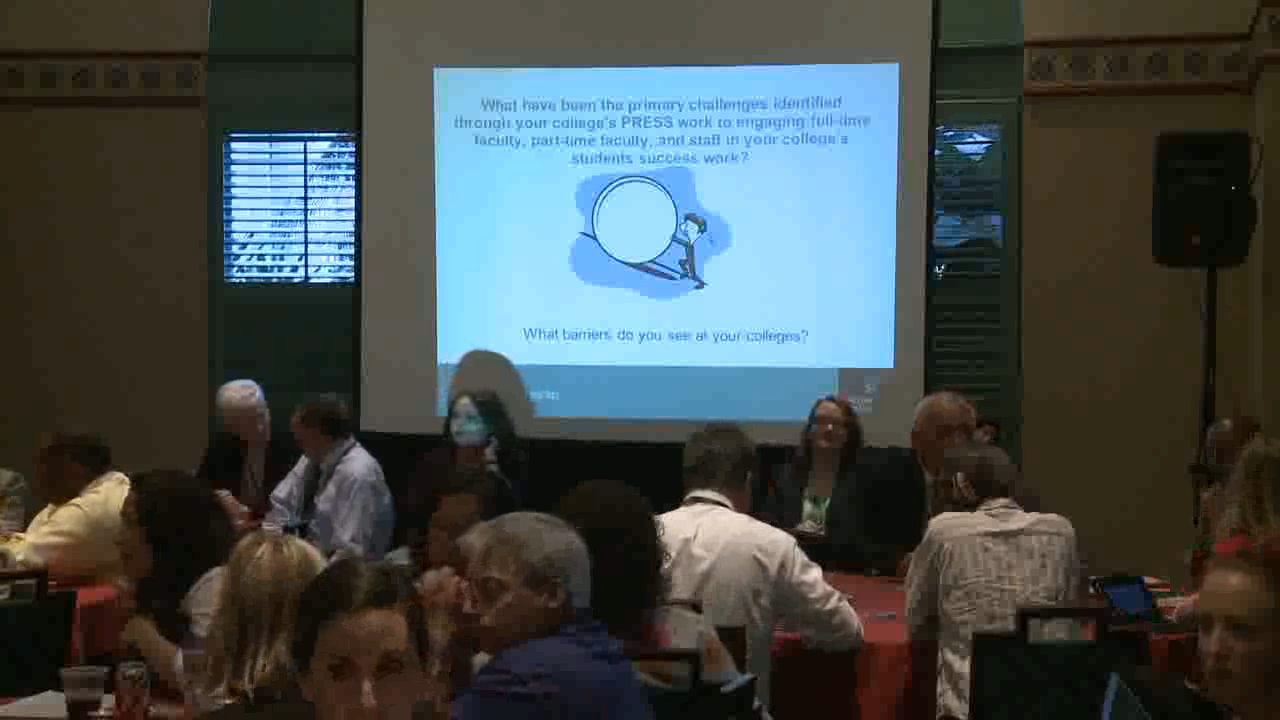 What have been the primary challenges identified
through your college's PRESS work to engaging full-time
faculty, part-time faculty, and staff in your college's
students success work?
What barriers do you see at your colleges?